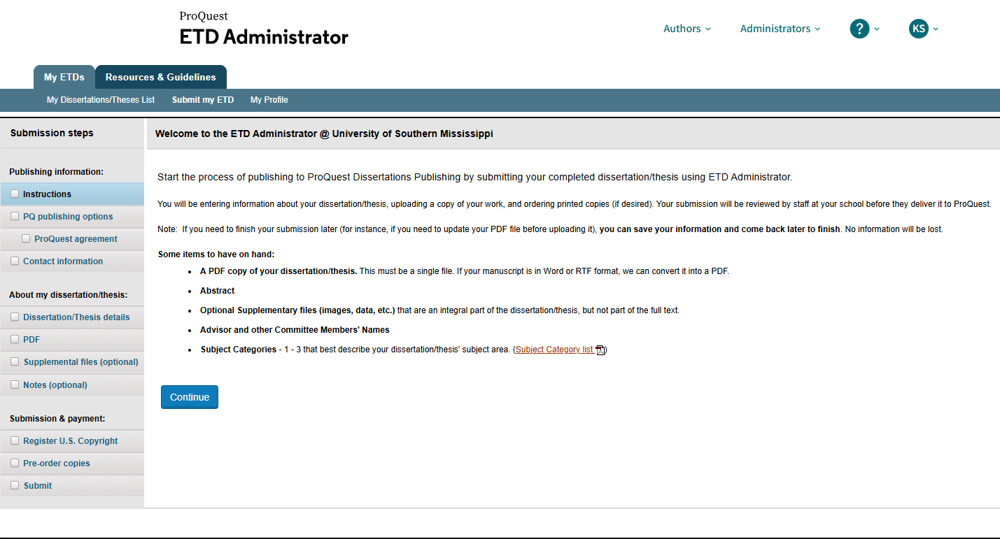 ProQuest
ETD Administrator
Authors
Administrators
?
KS
My ETDs
Resources & Guidelines
My Dissertations/Theses List
Submit my ETD
My Profile
Submission steps
Welcome to the ETD Administrator @ University of Southern Mississippi
Publishing information:
Instructions
PQ publishing options
ProQuest agreement
Contact information
About my dissertation/thesis:
Dissertation/Thesis details
PDF
Supplemental files (optional)
Notes (optional)
Submission & payment:
Register U.S. Copyright
Pre-order copies
Submit
Start the process of publishing to ProQuest Dissertations Publishing by submitting your completed dissertation/thesis using ETD Administrator.
You will be entering information about your dissertation/thesis, uploading a copy of your work, and ordering printed copies (if desired). Your submission will be reviewed by staff at your school before they deliver it to ProQuest.
Note: If you need to finish your submission later (for instance, if you need to update your PDF file before uploading it), you can save your information and come back later to finish. No information will be lost.
Some items to have on hand:
• A PDF copy of your dissertation/thesis. This must be a single file. If your manuscript is in Word or RTF format, we can convert it into a PDF.
• Abstract
• Optional Supplementary files (images, data, etc.) that are an integral part of the dissertation/thesis, but not part of the full text.
• Advisor and other Committee Members' Names
• Subject Categories - 1 - 3 that best describe your dissertation/thesis' subject area. (Subject Category list)
Continue